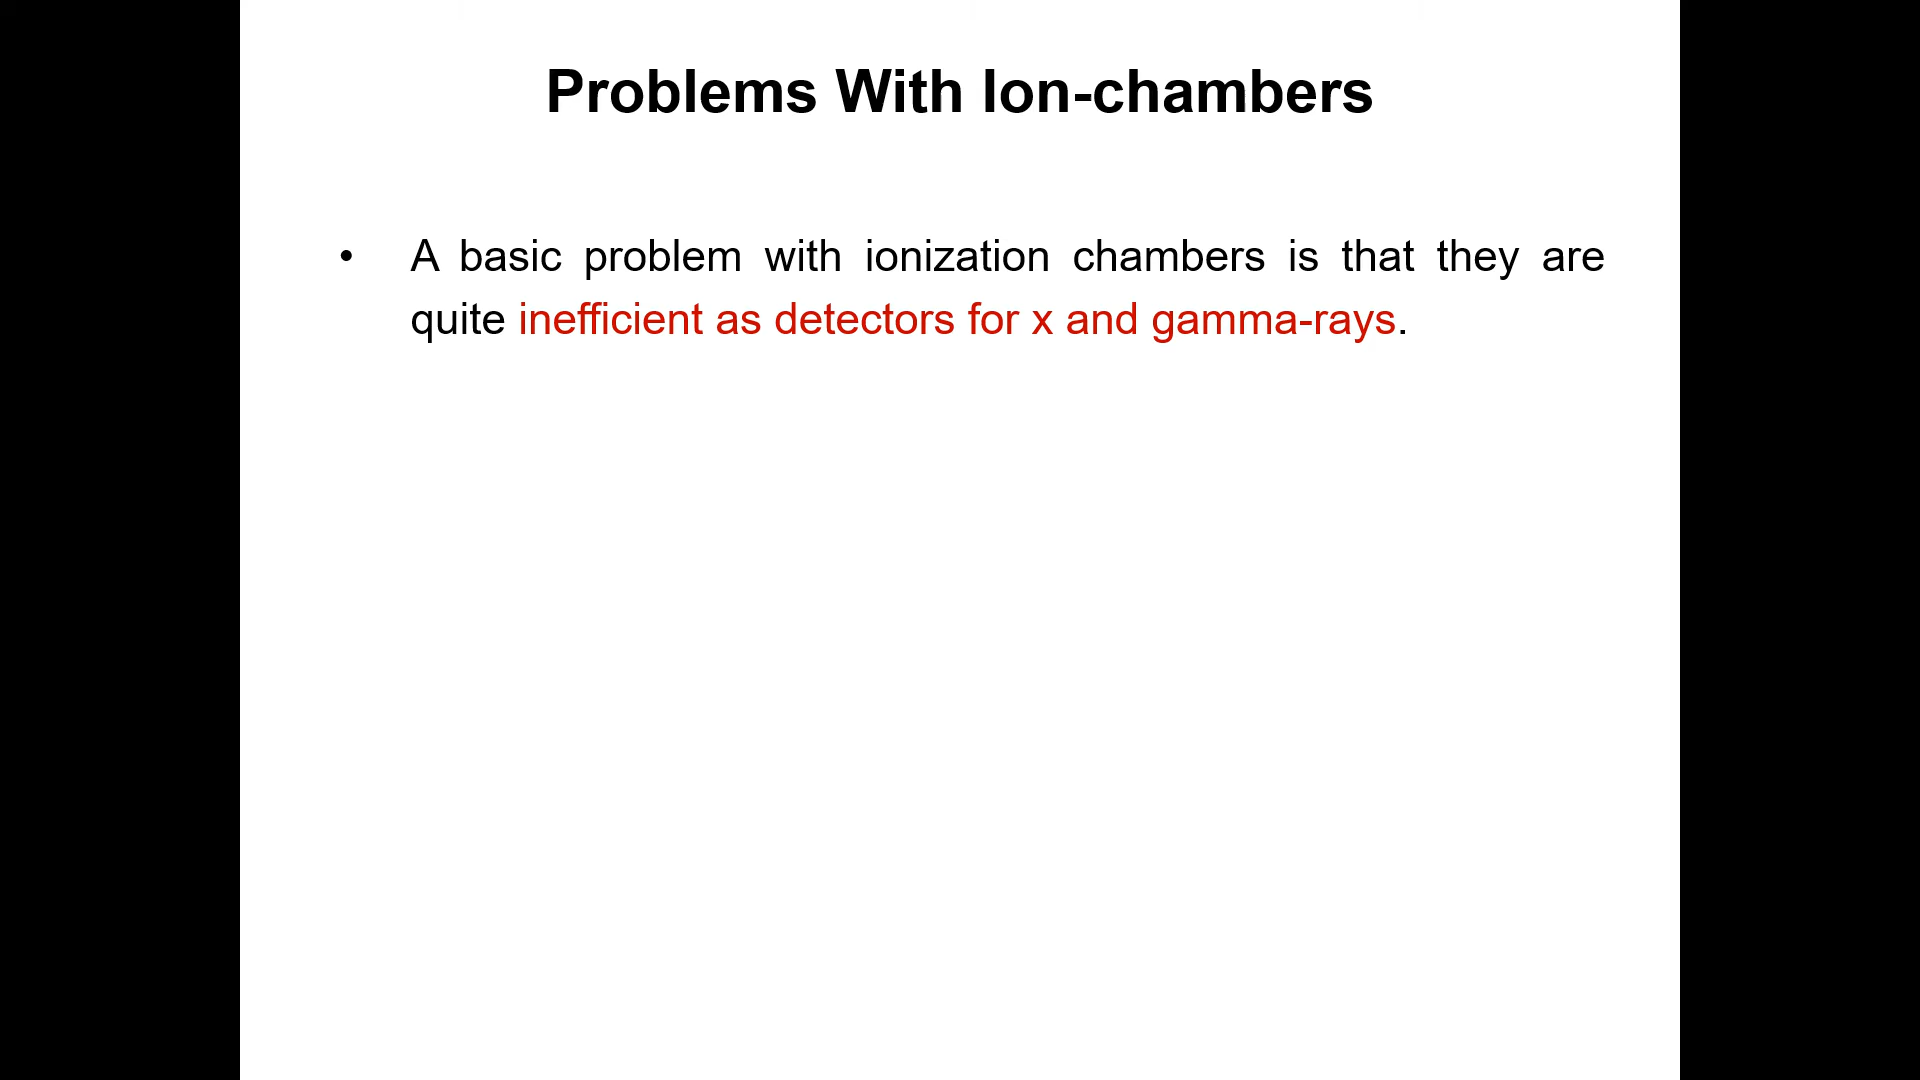 Problems With Ion-chambers
• A basic problem with ionization chambers is that they are
quite inefficient as detectors for x and gamma-rays.